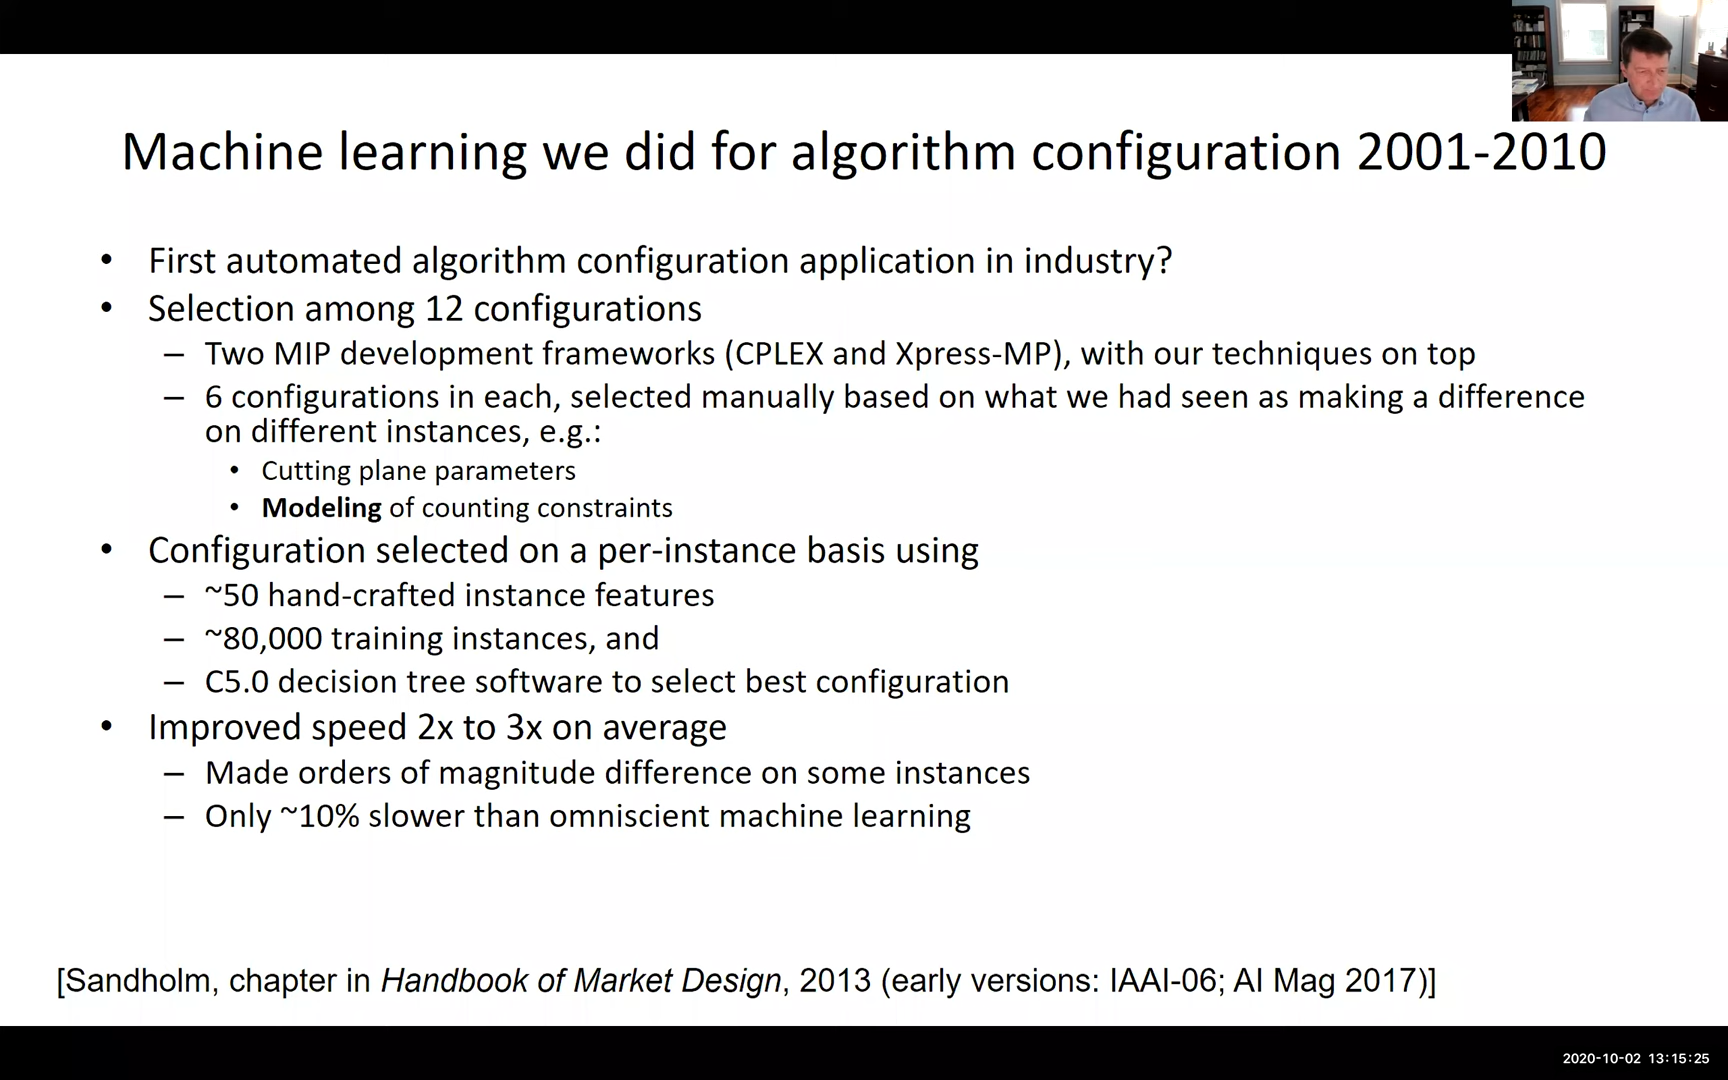 Machine learning we did for algorithm configuration 2001-2010
• First automated algorithm configuration application in industry?
• Selection among 12 configurations
– Two MIP development frameworks (CPLEX and Xpress-MP), with our techniques on top
– 6 configurations in each, selected manually based on what we had seen as making a difference
on different instances, e.g.:
• Cutting plane parameters
• Modeling of counting constraints
• Configuration selected on a per-instance basis using
– ~50 hand-crafted instance features
– ~80,000 training instances, and
– C5.0 decision tree software to select best configuration
• Improved speed 2x to 3x on average
– Made orders of magnitude difference on some instances
– Only ~10% slower than omniscient machine learning
[Sandholm, chapter in Handbook of Market Design, 2013 (early versions: IAAI-06; AI Mag 2017)]
2020-10-02 13:15:25